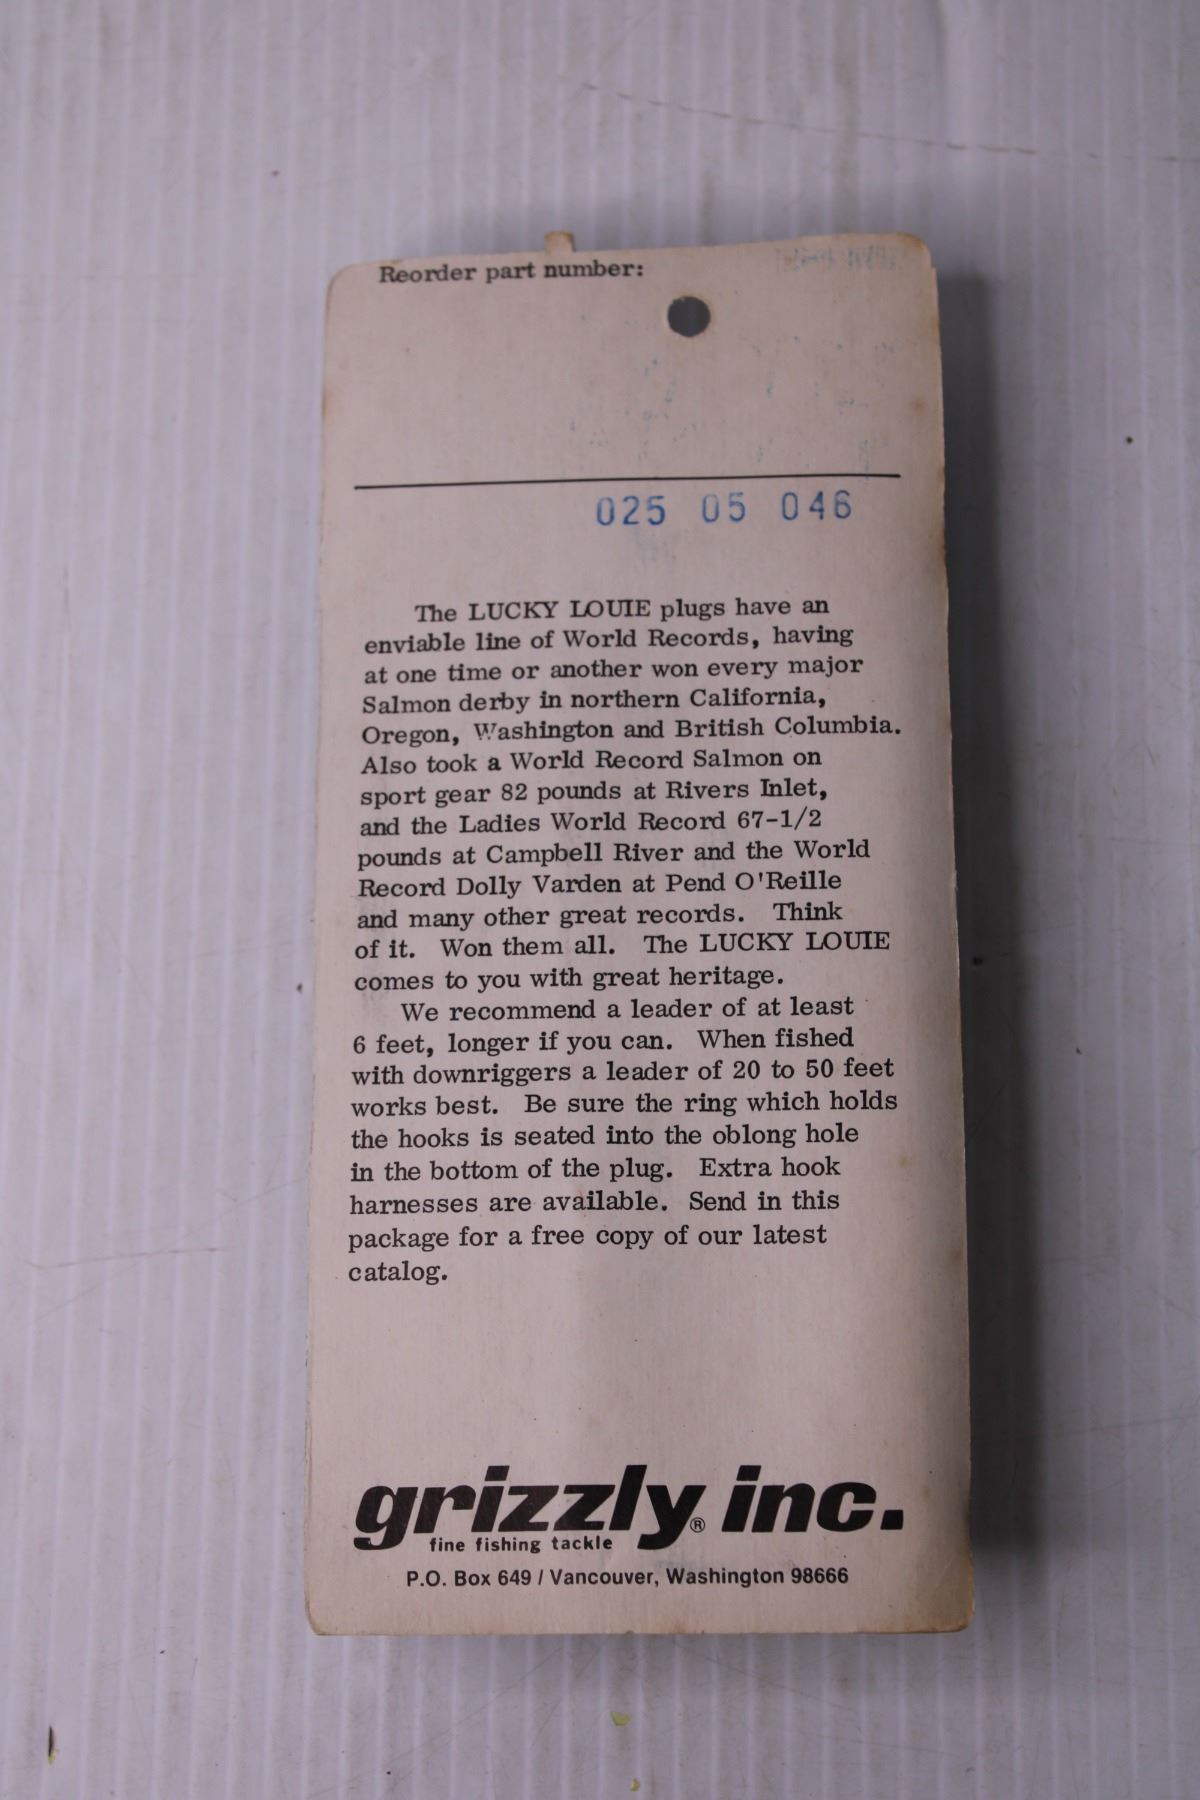 Reorder part number:
025 05 046
The LUCKY LOUIE plugs have an
enviable line of World Records, having
at one time or another won every major
Salmon derby in northern California,
Oregon, Washington and British Columbia.
Also took a World Record Salmon on
sport gear 82 pounds at Rivers Inlet,
and the Ladies World Record 67-1/2
pounds at Campbell River and the World
Record Dolly Varden at Pend O'Reille
and many other great records. Think
of it. Won them all. The LUCKY LOUIE
comes to you with great heritage.
We recommend a leader of at least
6 feet, longer if you can. When fished
with downriggers a leader of 20 to 50 feet
works best. Be sure the ring which holds
the hooks is seated into the oblong hole
in the bottom of the plug. Extra hook
harnesses are available. Send in this
package for a free copy of our latest
catalog.
grizzly® inc.
fine fishing tackle
P.O. Box 649 / Vancouver, Washington 98666